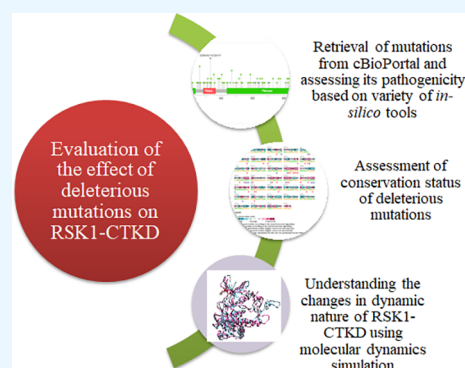 Evaluation of
the effect of
deleterious
mutations on
RSK1-CTKD
Retrieval of mutations
from cBioPortal and
assessing its pathogenicity
based on variety of in-
silico tools
Assessment of
conservation status
of deleterious
mutations
Understanding the
changes in dynamic
nature of RSK1-
CTKD using
molecular dynamics
simulation